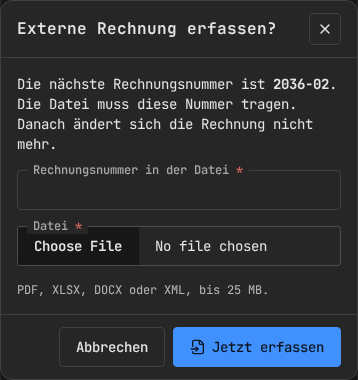 Externe Rechnung erfassen?
Die nächste Rechnungsnummer ist 2036-02.
Die Datei muss diese Nummer tragen.
Danach ändert sich die Rechnung nicht
mehr.
Rechnungsnummer in der Datei *
Datei *
Choose File No file chosen
PDF, XLSX, DOCX oder XML, bis 25 MB.
Abbrechen Jetzt erfassen